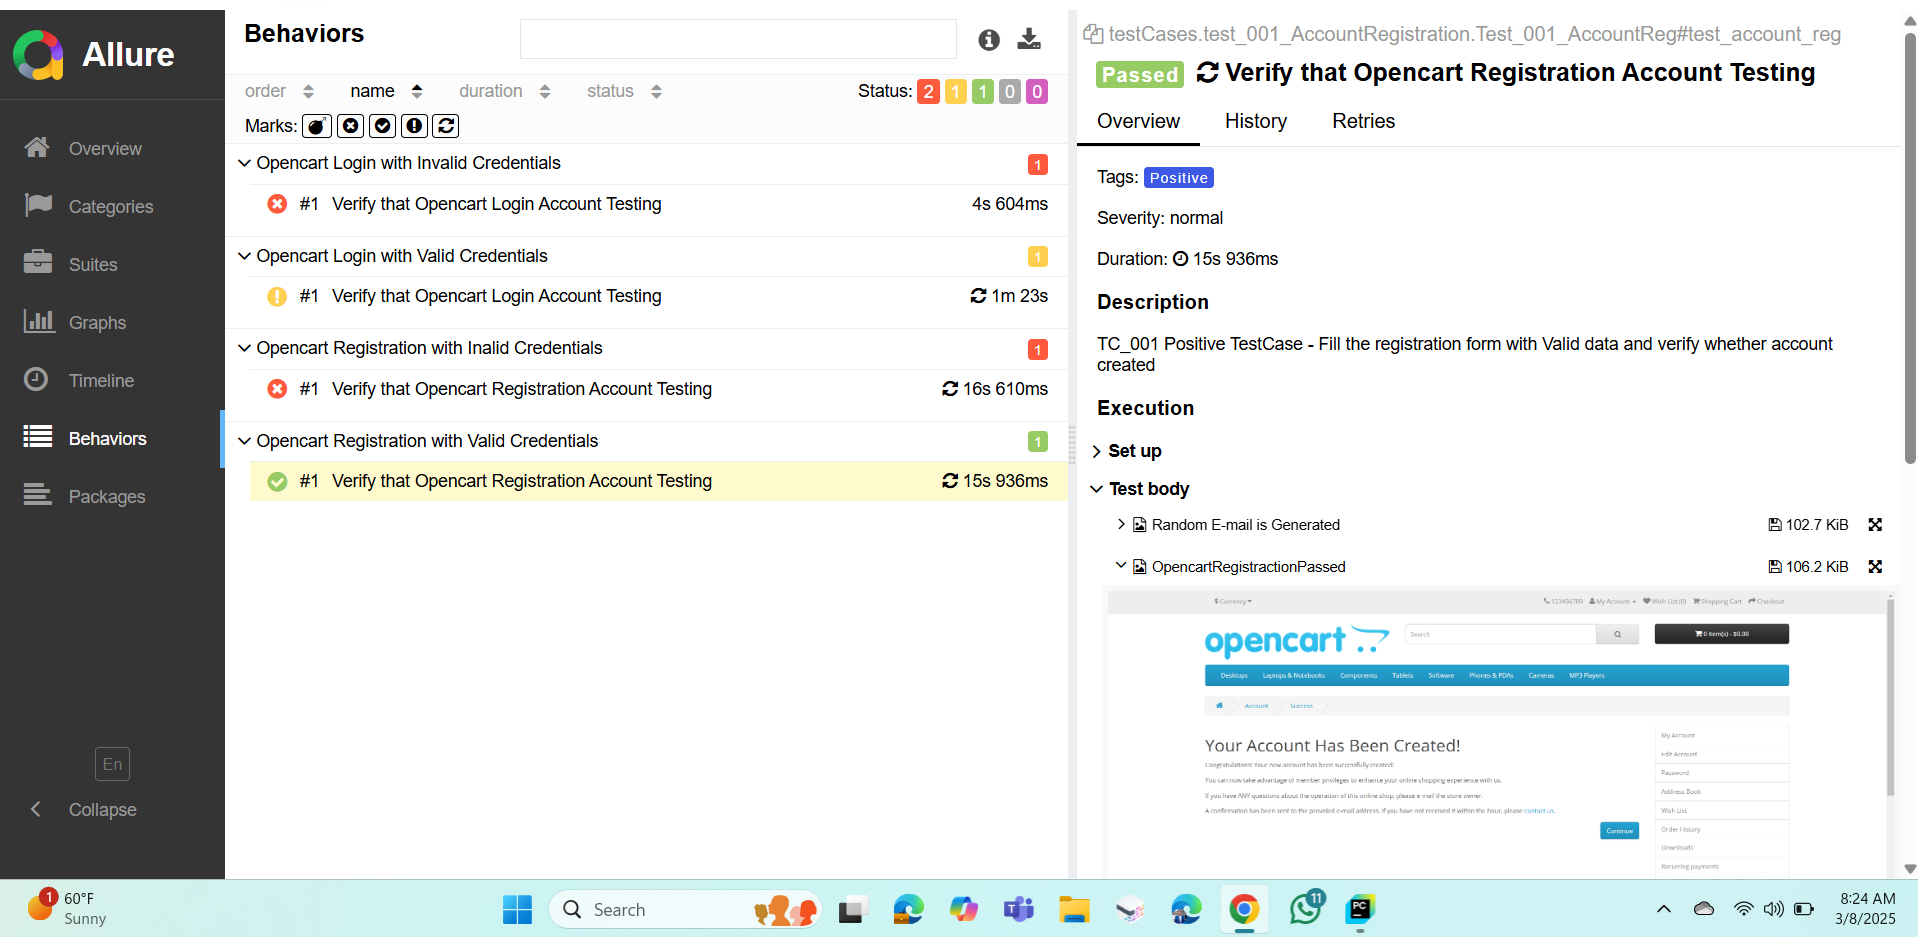 Allure
Overview
Categories
Suites
Graphs
Timeline
Behaviors
Packages
En
Collapse
Behaviors
order name duration status Status: 2 1 1 0 0
Marks:
Opencart Login with Invalid Credentials 1
#1 Verify that Opencart Login Account Testing 4s 604ms
Opencart Login with Valid Credentials 1
#1 Verify that Opencart Login Account Testing 1m 23s
Opencart Registration with Inalid Credentials 1
#1 Verify that Opencart Registration Account Testing 16s 610ms
Opencart Registration with Valid Credentials 1
#1 Verify that Opencart Registration Account Testing 15s 936ms
testCases.test_001_AccountRegistration.Test_001_AccountReg#test_account_reg
Passed Verify that Opencart Registration Account Testing
Overview History Retries
Tags: Positive
Severity: normal
Duration: 15s 936ms
Description
TC_001 Positive TestCase - Fill the registration form with Valid data and verify whether account
created
Execution
Set up
Test body
Random E-mail is Generated 102.7 KiB
OpencartRegistractionPassed 106.2 KiB
$ Currency 123456789 My Account Wish List (0) Shopping Cart Checkout
opencart Search 0 item(s) - $0.00
Desktops Laptops & Notebooks Components Tablets Software Phones & PDAs Cameras MP3 Players
Account Success
Your Account Has Been Created!
Congratulations! Your new account has been successfully created!
You can now take advantage of member privileges to enhance your online shopping experience with us.
If you have ANY questions about the operation of this online shop, please e-mail the store owner.
A confirmation has been sent to the provided e-mail address. If you have not received it within the hour, please contact us.
Continue
My Account
Edit Account
Password
Address Book
Wish List
Order History
Downloads
Recurring payments
1 60°F
Sunny
Search
11
PC
8:24 AM
3/8/2025